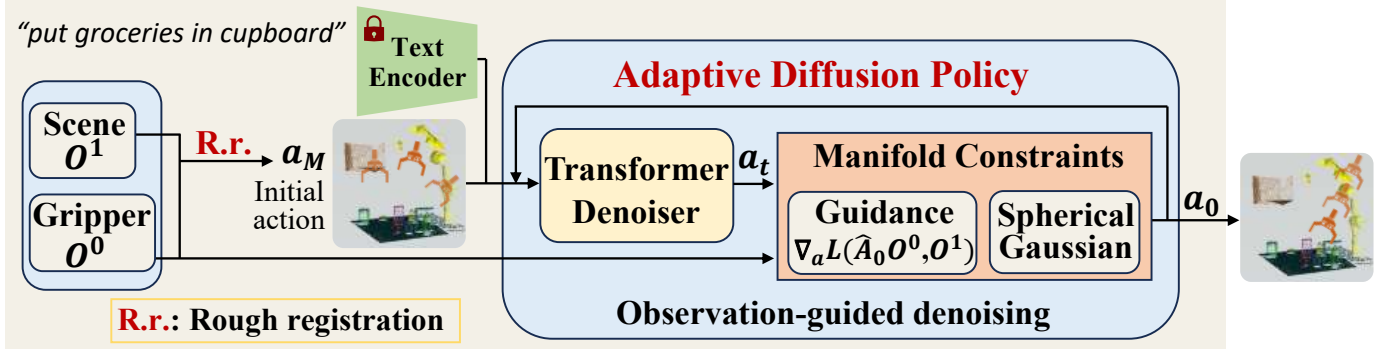 “put groceries in cupboard”
Text
Encoder
Adaptive Diffusion Policy
Scene
O¹
R.r.
a_M
Initial
action
Gripper
O⁰
Transformer
Denoiser
a_t
Manifold Constraints
Guidance
∇_a L(Â₀O⁰,O¹)
Spherical
Gaussian
a₀
R.r.: Rough registration
Observation-guided denoising